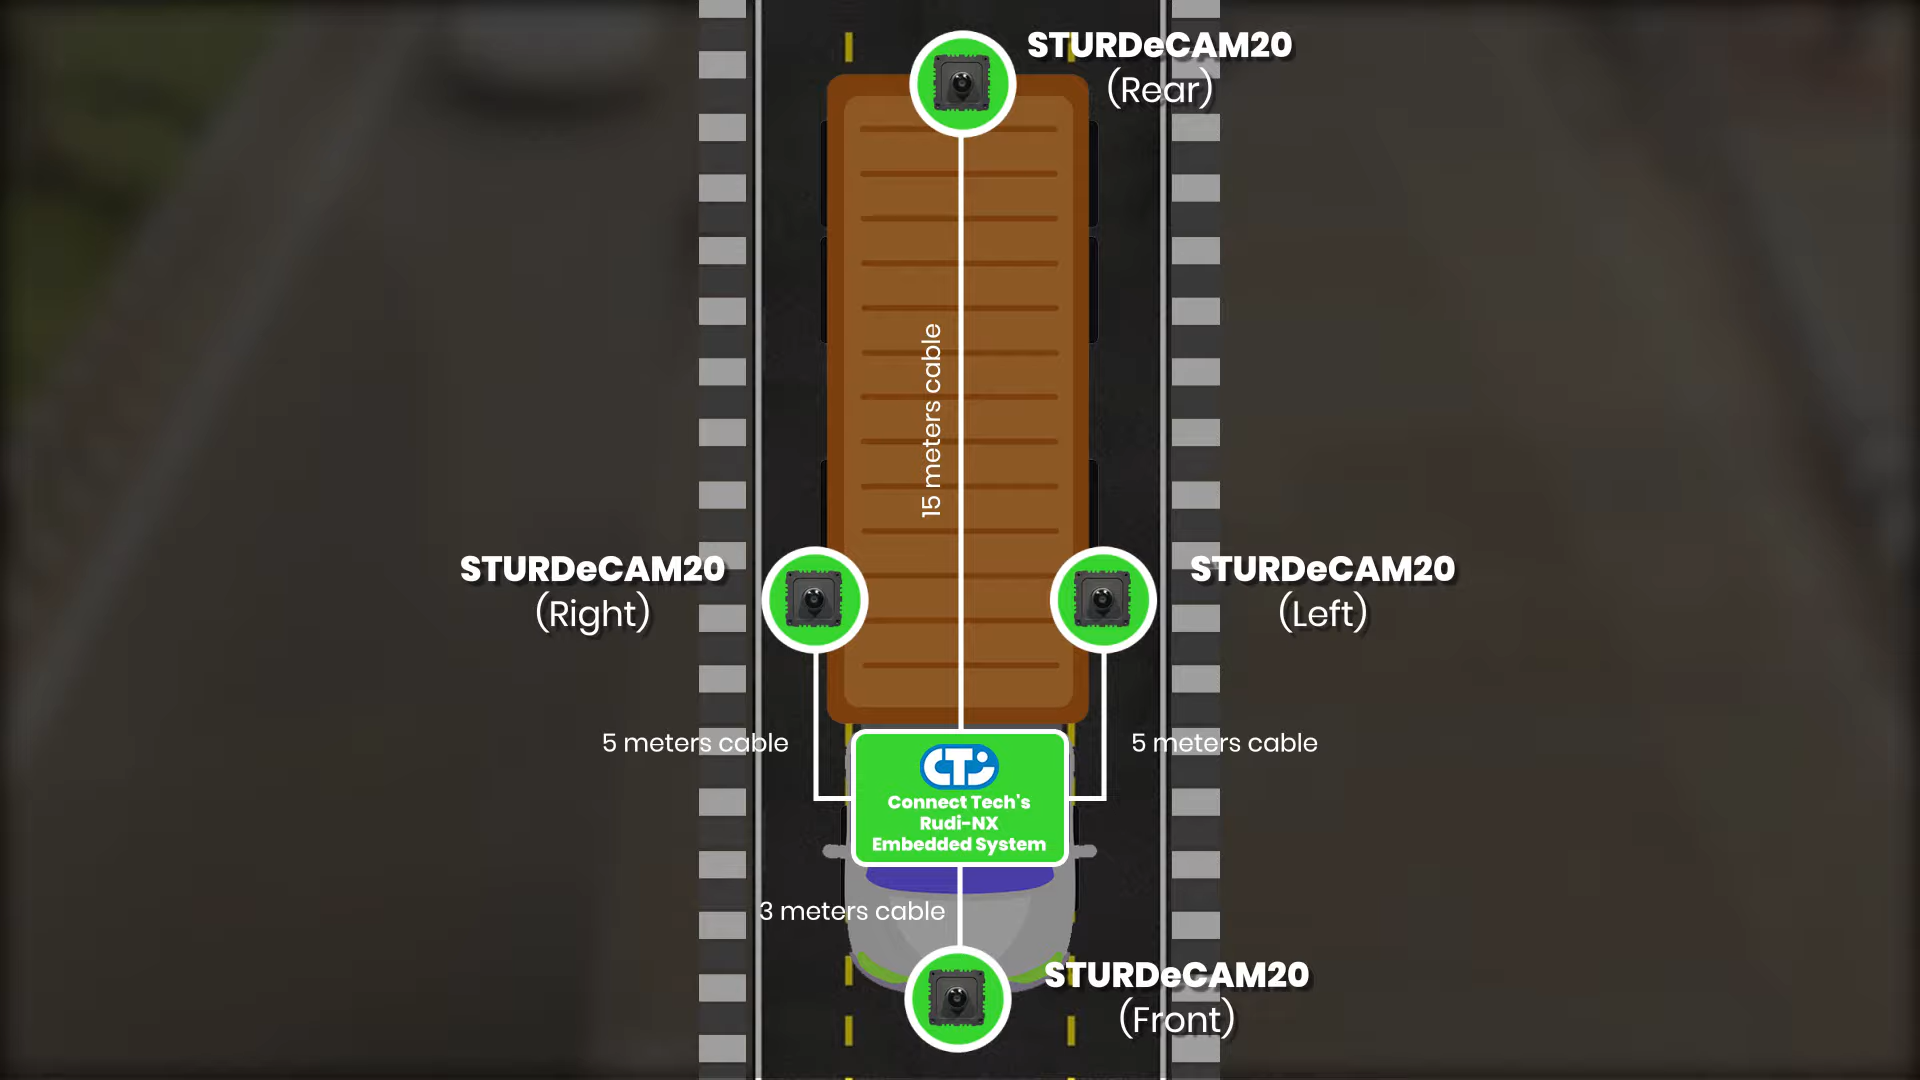 STURDeCAM20
(Rear)
15 meters cable
STURDeCAM20
(Right)
STURDeCAM20
(Left)
5 meters cable
5 meters cable
CTi
Connect Tech's
Rudi-NX
Embedded System
3 meters cable
STURDeCAM20
(Front)